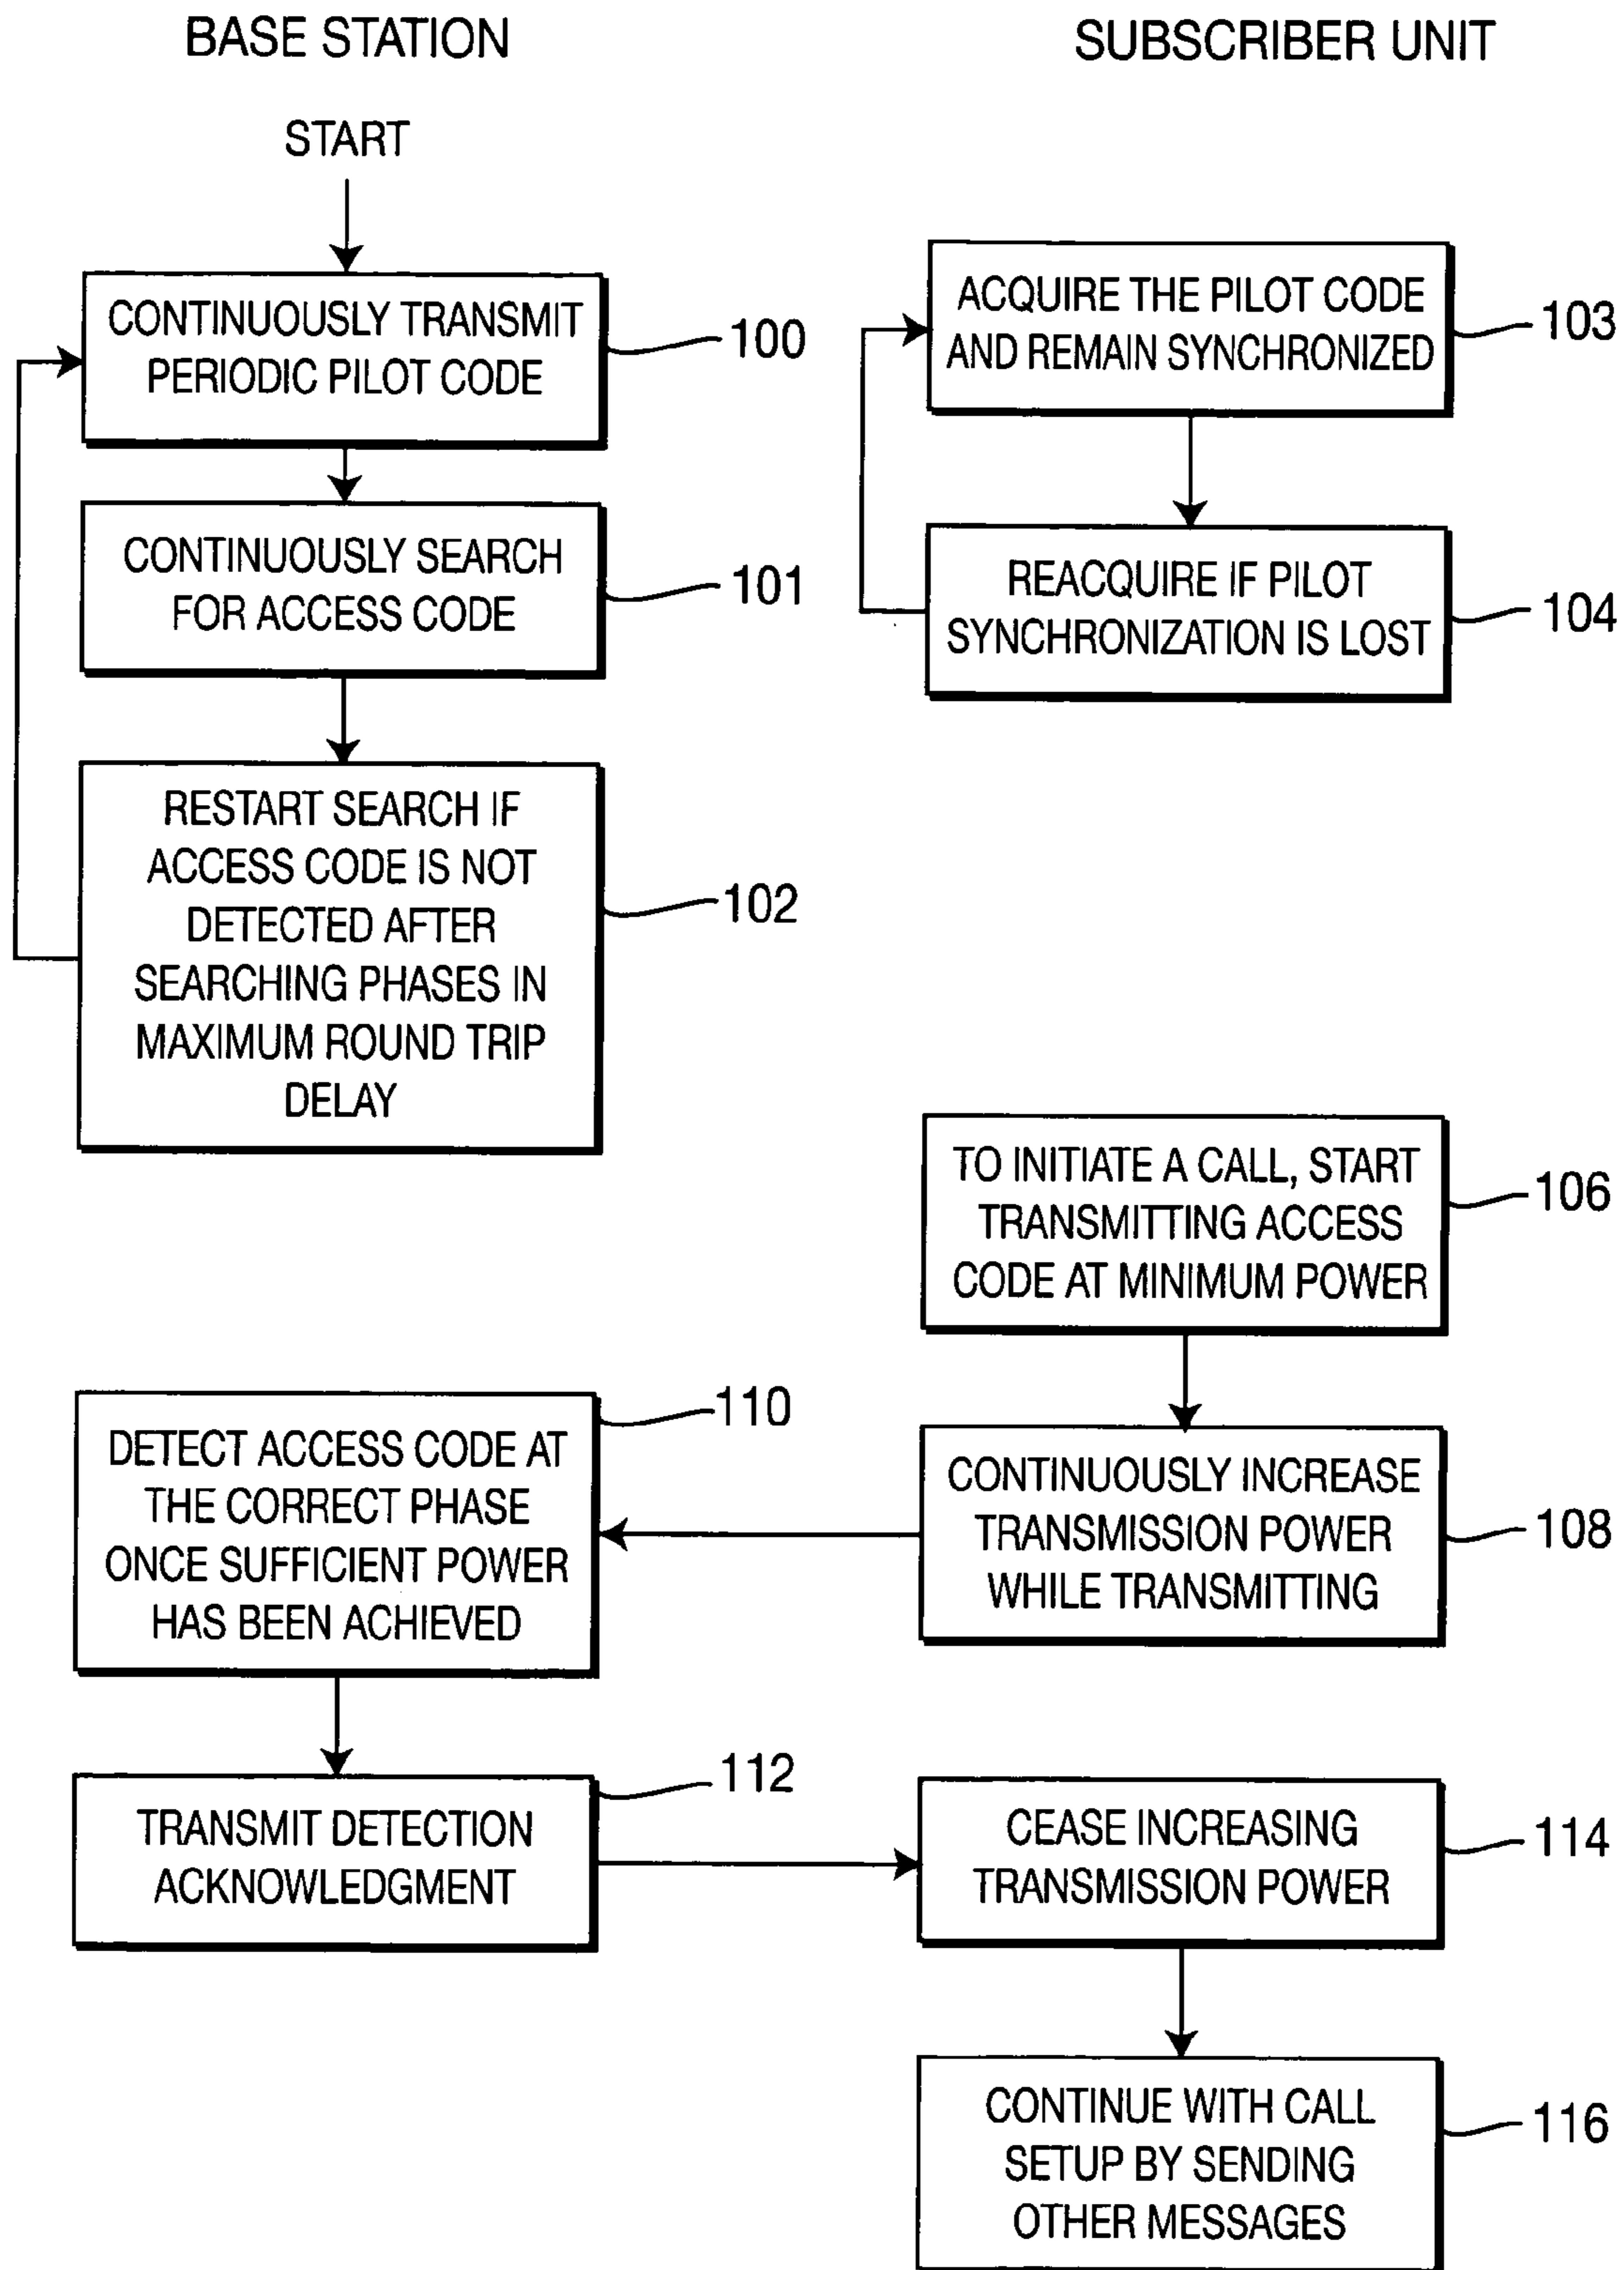 BASE STATION
SUBSCRIBER UNIT
START
CONTINUOUSLY TRANSMIT
PERIODIC PILOT CODE
100
ACQUIRE THE PILOT CODE
AND REMAIN SYNCHRONIZED
103
CONTINUOUSLY SEARCH
FOR ACCESS CODE
101
REACQUIRE IF PILOT
SYNCHRONIZATION IS LOST
104
RESTART SEARCH IF
ACCESS CODE IS NOT
DETECTED AFTER
SEARCHING PHASES IN
MAXIMUM ROUND TRIP
DELAY
102
TO INITIATE A CALL, START
TRANSMITTING ACCESS
CODE AT MINIMUM POWER
106
CONTINUOUSLY INCREASE
TRANSMISSION POWER
WHILE TRANSMITTING
108
DETECT ACCESS CODE AT
THE CORRECT PHASE
ONCE SUFFICIENT POWER
HAS BEEN ACHIEVED
110
TRANSMIT DETECTION
ACKNOWLEDGMENT
112
CEASE INCREASING
TRANSMISSION POWER
114
CONTINUE WITH CALL
SETUP BY SENDING
OTHER MESSAGES
116